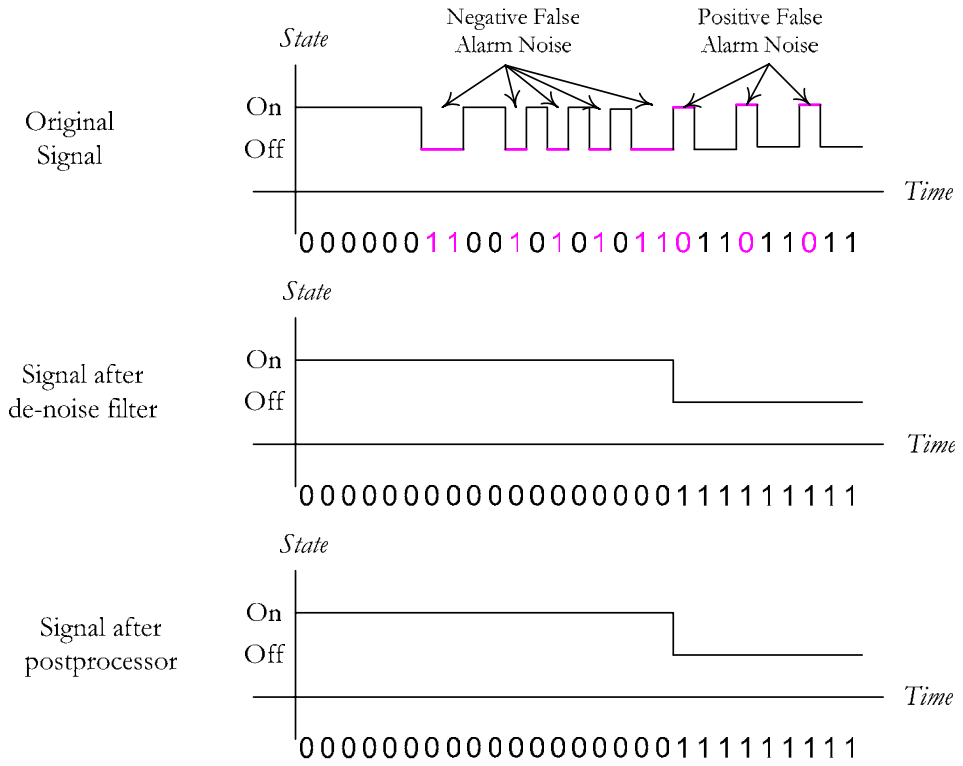 Negative False
Alarm Noise
Positive False
Alarm Noise
State
On
Off
Original
Signal
Time
000000110010101011011011011
State
On
Off
Signal after
de-noise filter
Time
000000000000000000111111111
State
On
Off
Signal after
postprocessor
Time
000000000000000000111111111